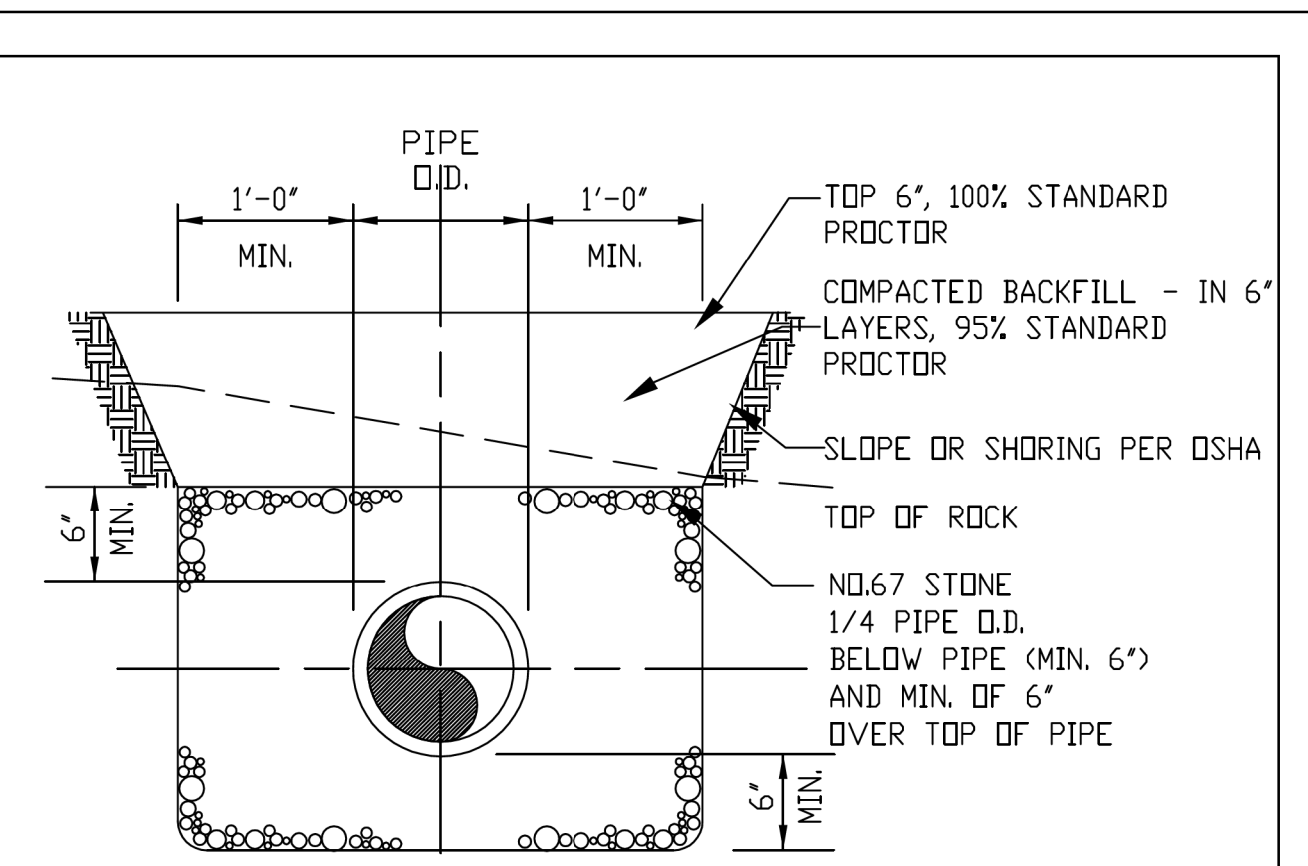 PIPE
O.D.
1'-0"
MIN.
1'-0"
MIN.
TOP 6", 100% STANDARD
PROCTOR
COMPACTED BACKFILL - IN 6"
LAYERS, 95% STANDARD
PROCTOR
SLOPE OR SHORING PER OSHA
6"
MIN.
TOP OF ROCK
NO.67 STONE
1/4 PIPE O.D.
BELOW PIPE (MIN. 6")
AND MIN. OF 6"
OVER TOP OF PIPE
6"
MIN.